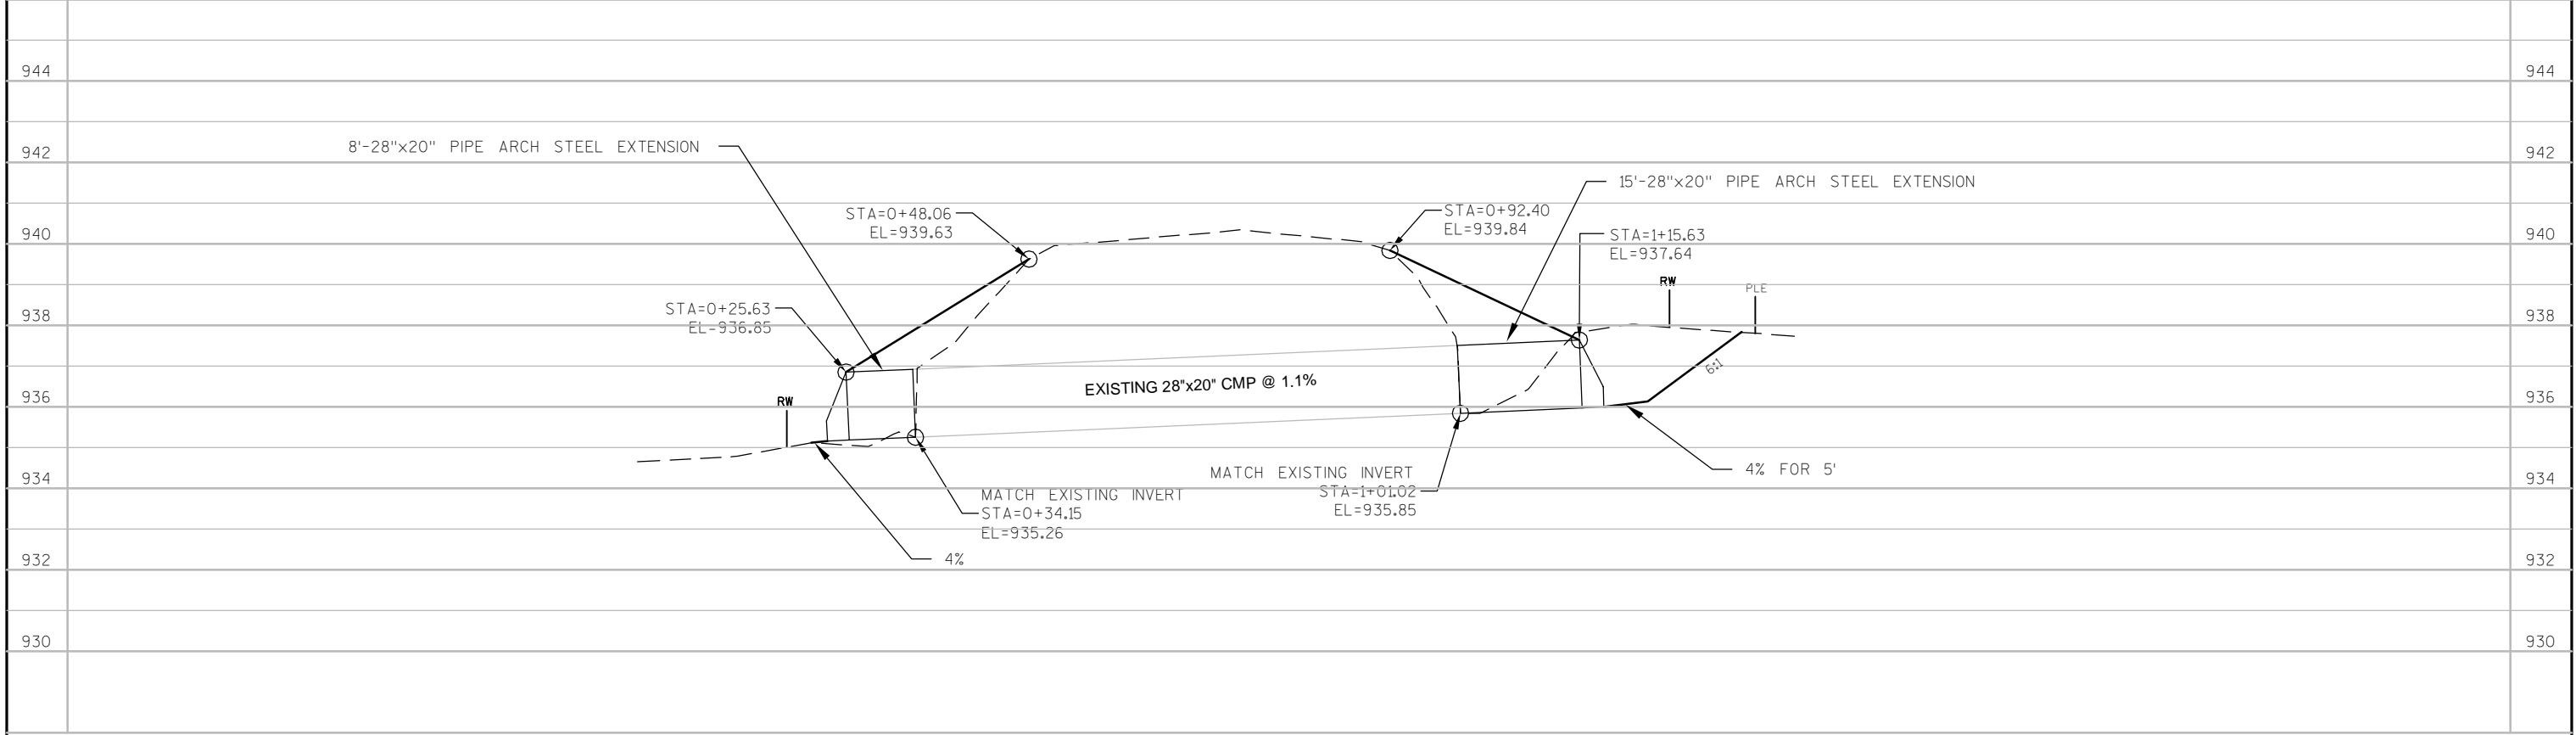 944 944
942 942
8'-28"x20" PIPE ARCH STEEL EXTENSION
15'-28"x20" PIPE ARCH STEEL EXTENSION
STA=0+48.06
EL=939.63
STA=0+92.40
EL=939.84
940 940
STA=1+15.63
EL=937.64
RW
PLE
STA=0+25.63
EL=936.85
938 938
6:1
EXISTING 28"x20" CMP @ 1.1%
RW
936 936
MATCH EXISTING INVERT
STA=1+01.02
EL=935.85
4% FOR 5'
934 934
MATCH EXISTING INVERT
STA=0+34.15
EL=935.26
4%
932 932
930 930